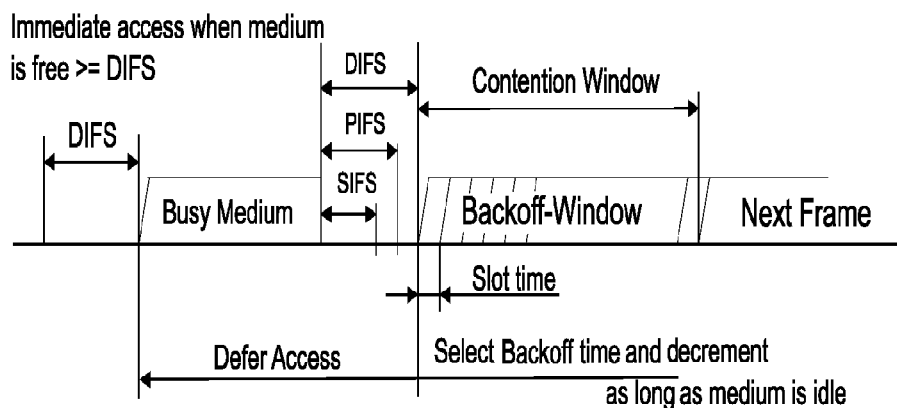 Immediate access when medium
is free >= DIFS
DIFS
DIFS
PIFS
SIFS
Contention Window
Busy Medium
Backoff-Window
Next Frame
Slot time
Defer Access
Select Backoff time and decrement
as long as medium is idle